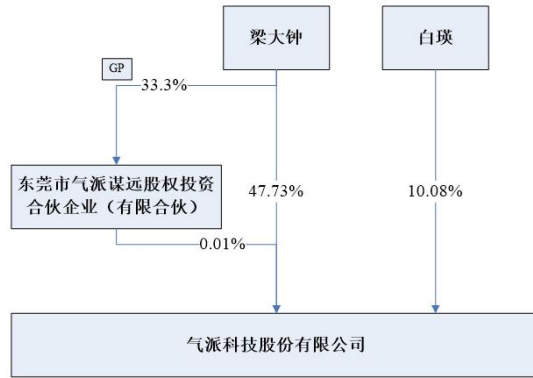 梁大钟
白瑛
GP
33.3%
东莞市气派谋远股权投资
合伙企业（有限合伙）
47.73%
10.08%
0.01%
气派科技股份有限公司